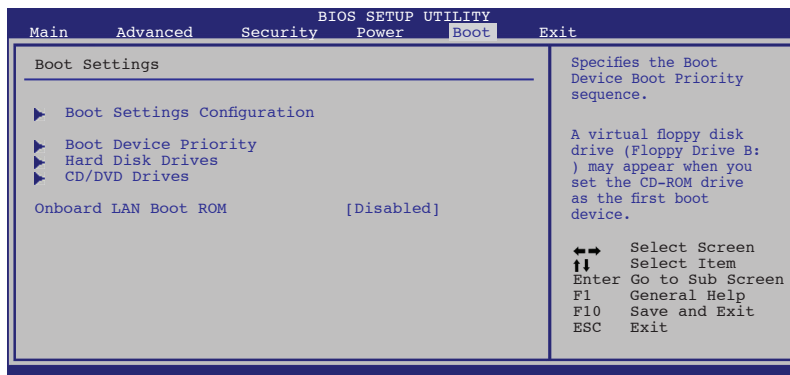 BIOS SETUP UTILITY
Main Advanced Security Power Boot Exit
Boot Settings
Boot Settings Configuration
Boot Device Priority
Hard Disk Drives
CD/DVD Drives
Onboard LAN Boot ROM [Disabled]
Specifies the Boot
Device Boot Priority
sequence.
A virtual floppy disk
drive (Floppy Drive B:
) may appear when you
set the CD-ROM drive
as the first boot
device.
←→ Select Screen
↑↓ Select Item
Enter Go to Sub Screen
F1 General Help
F10 Save and Exit
ESC Exit